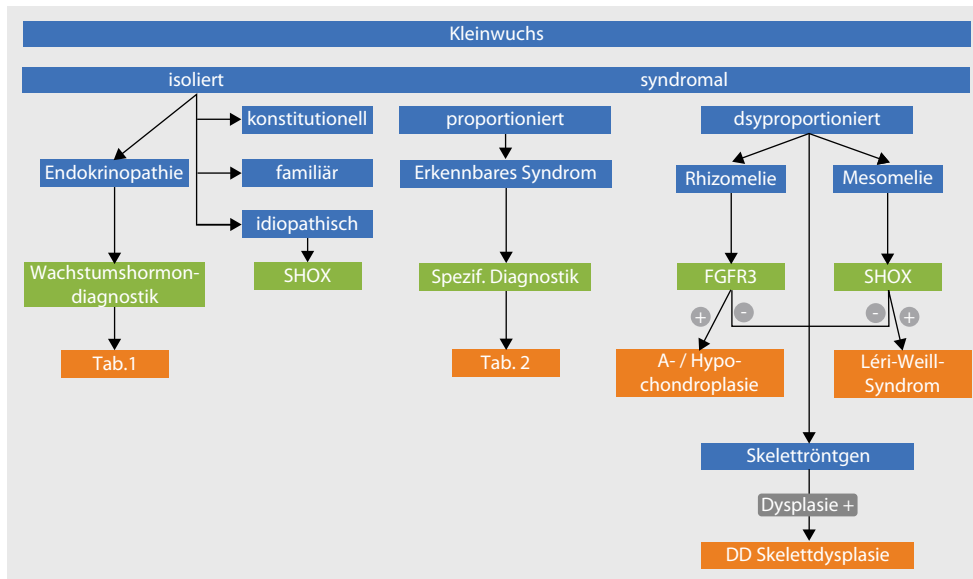 Kleinwuchs
isoliert
syndromal
konstitutionell
proportioniert
dsyproportioniert
Endokrinopathie
familiär
Erkennbares Syndrom
Rhizomelie
Mesomelie
idiopathisch
Wachstumshormon-
diagnostik
SHOX
Spezif. Diagnostik
FGFR3
SHOX
+
-
-
+
Tab.1
Tab. 2
A- / Hypo-
chondroplasie
Léri-Weill-
Syndrom
Skelettröntgen
Dysplasie +
DD Skelettdysplasie